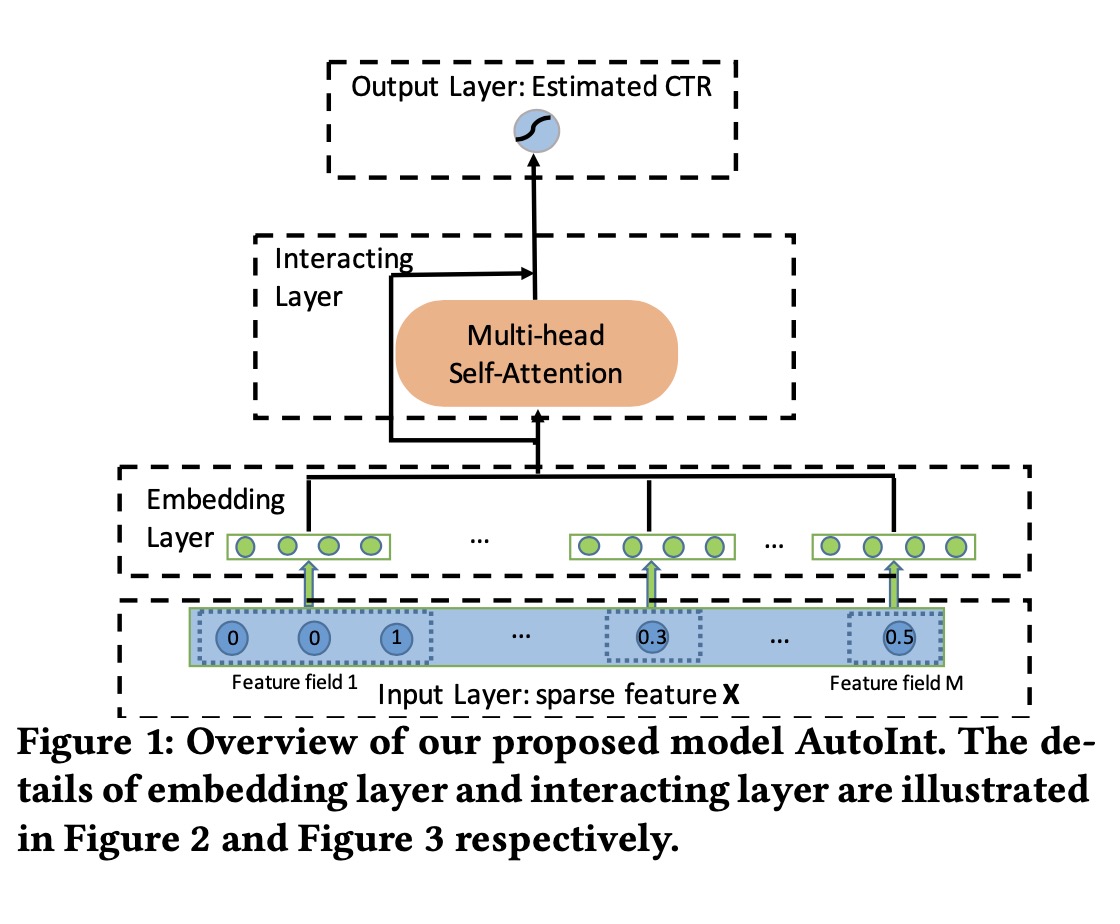 Output Layer: Estimated CTR
Interacting
Layer
Multi-head
Self-Attention
Embedding
Layer
...
...
0
0
1
...
0.3
...
0.5
Feature field 1
Input Layer: sparse feature X
Feature field M
Figure 1: Overview of our proposed model AutoInt. The de-
tails of embedding layer and interacting layer are illustrated
in Figure 2 and Figure 3 respectively.